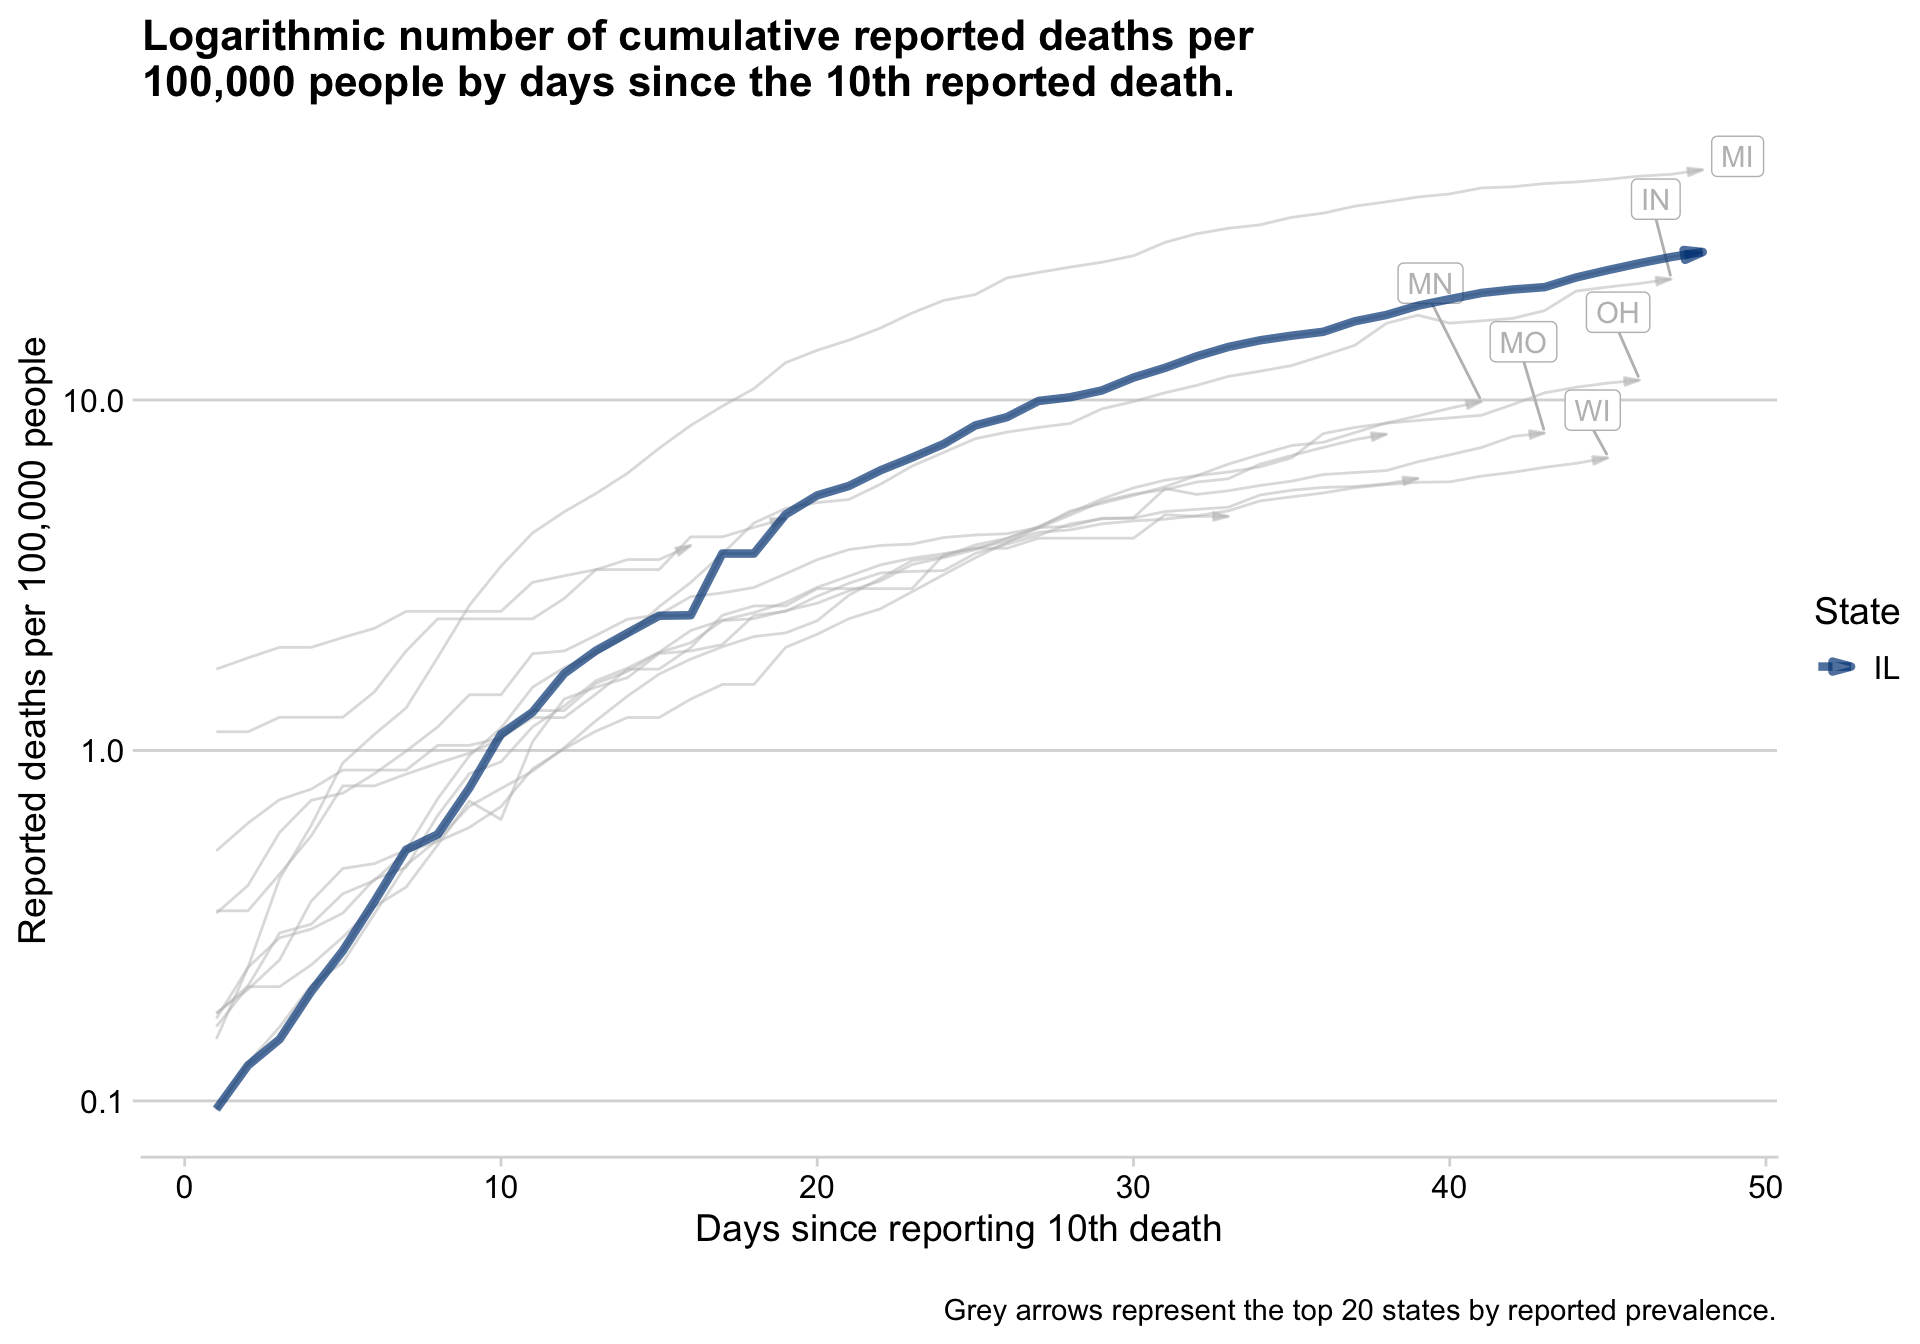 Logarithmic number of cumulative reported deaths per
100,000 people by days since the 10th reported death.
MI
IN
MN
OH
MO
WI
Reported deaths per 100,000 people
10.0
1.0
0.1
State
IL
0 10 20 30 40 50
Days since reporting 10th death
Grey arrows represent the top 20 states by reported prevalence.